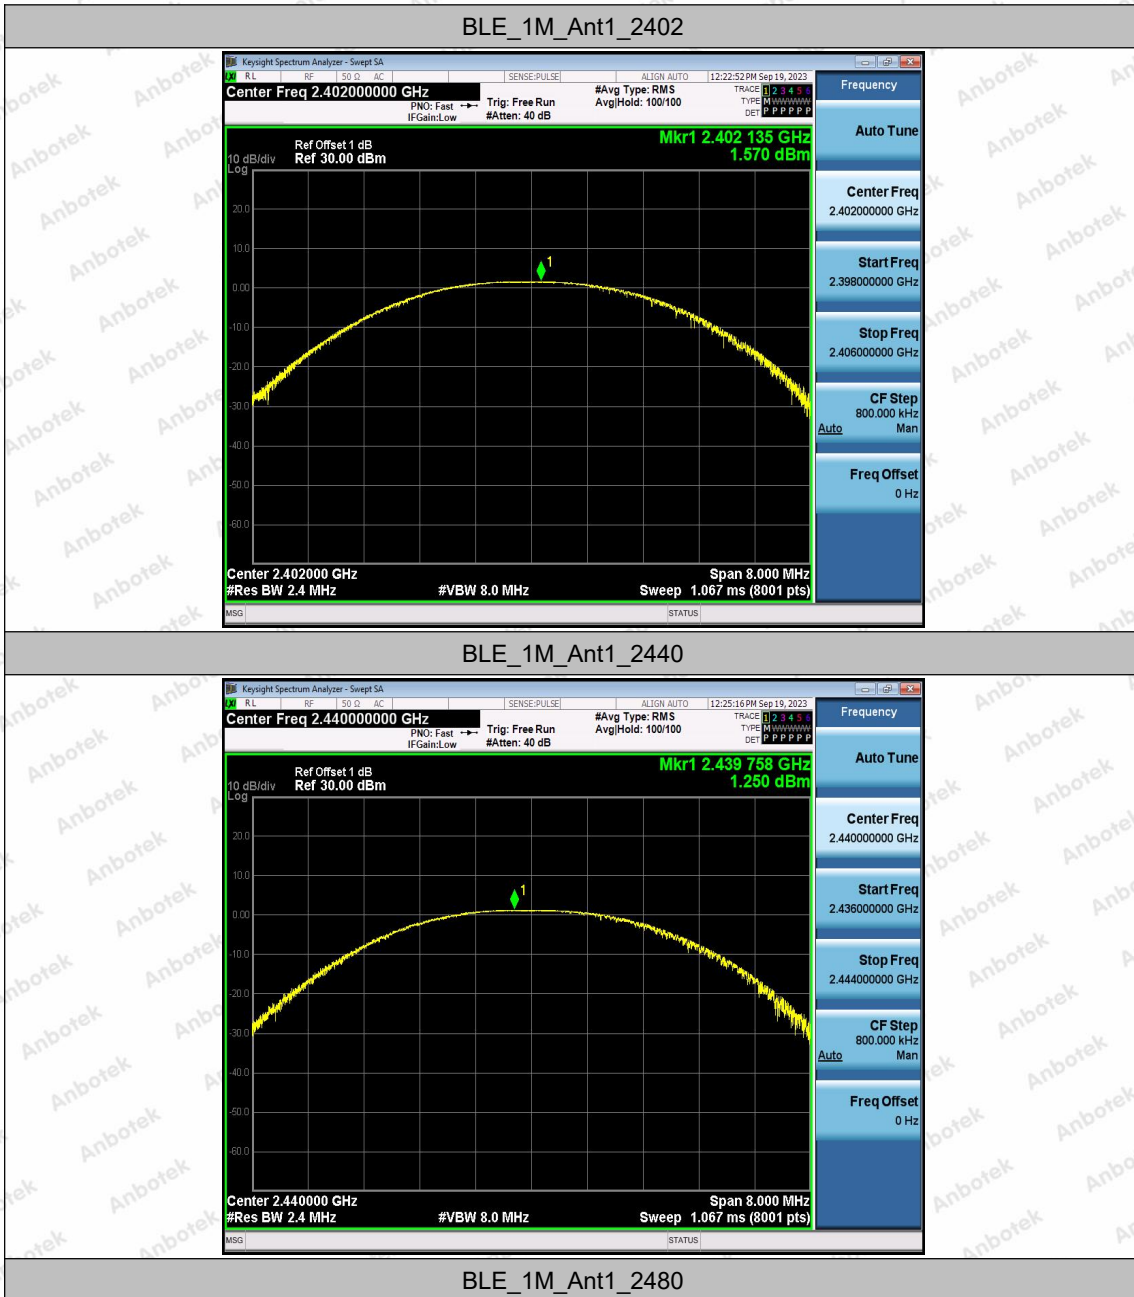 BLE_1M_Ant1_2402
Keysight Spectrum Analyzer - Swept SA
LXI RL RF 50 Ω AC SENSE:PULSE ALIGN AUTO 12:22:52 PM Sep 19, 2023
Center Freq 2.402000000 GHz #Avg Type: RMS TRACE 1 2 3 4 5 6
PNO: Fast Trig: Free Run Avg|Hold: 100/100 TYPE M WWWWW
IFGain:Low #Atten: 40 dB DET P P P P P P
Frequency
Mkr1 2.402 135 GHz
1.570 dBm
Ref Offset 1 dB
10 dB/div Ref 30.00 dBm
Log
20.0
10.0
0.00
-10.0
-20.0
-30.0
-40.0
-50.0
-60.0
1
Center 2.402000 GHz Span 8.000 MHz
#Res BW 2.4 MHz #VBW 8.0 MHz Sweep 1.067 ms (8001 pts)
MSG STATUS
Auto Tune
Center Freq
2.402000000 GHz
Start Freq
2.398000000 GHz
Stop Freq
2.406000000 GHz
CF Step
800.000 kHz
Auto Man
Freq Offset
0 Hz
BLE_1M_Ant1_2440
Keysight Spectrum Analyzer - Swept SA
LXI RL RF 50 Ω AC SENSE:PULSE ALIGN AUTO 12:25:16 PM Sep 19, 2023
Center Freq 2.440000000 GHz #Avg Type: RMS TRACE 1 2 3 4 5 6
PNO: Fast Trig: Free Run Avg|Hold: 100/100 TYPE M WWWWW
IFGain:Low #Atten: 40 dB DET P P P P P P
Frequency
Mkr1 2.439 758 GHz
1.250 dBm
Ref Offset 1 dB
10 dB/div Ref 30.00 dBm
Log
20.0
10.0
0.00
-10.0
-20.0
-30.0
-40.0
-50.0
-60.0
1
Center 2.440000 GHz Span 8.000 MHz
#Res BW 2.4 MHz #VBW 8.0 MHz Sweep 1.067 ms (8001 pts)
MSG STATUS
Auto Tune
Center Freq
2.440000000 GHz
Start Freq
2.436000000 GHz
Stop Freq
2.444000000 GHz
CF Step
800.000 kHz
Auto Man
Freq Offset
0 Hz
BLE_1M_Ant1_2480